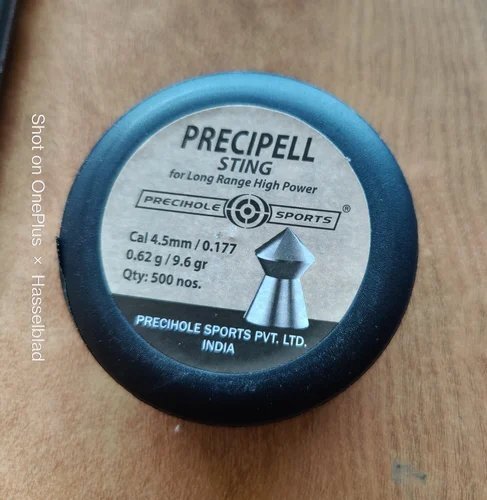 PRECIPELL
STING
for Long Range High Power
PRECIHOLE SPORTS ®
Cal 4.5mm / 0.177
0.62 g / 9.6 gr
Qty: 500 nos.
PRECIHOLE SPORTS PVT. LTD.
INDIA
Shot on OnePlus × Hasselblad